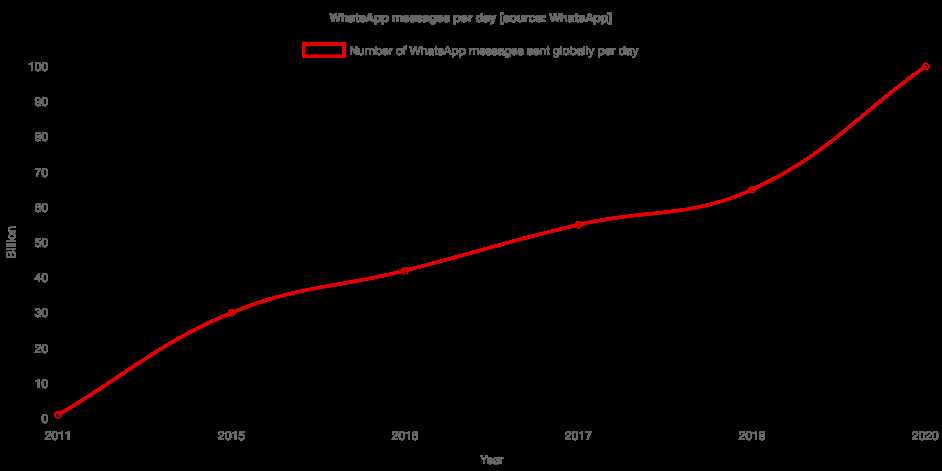 WhatsApp messages per day [source: WhatsApp]
Number of WhatsApp messages sent globally per day
100
90
80
70
60
50
40
30
20
10
0
Billion
2011 2015 2016 2017 2018 2020
Year